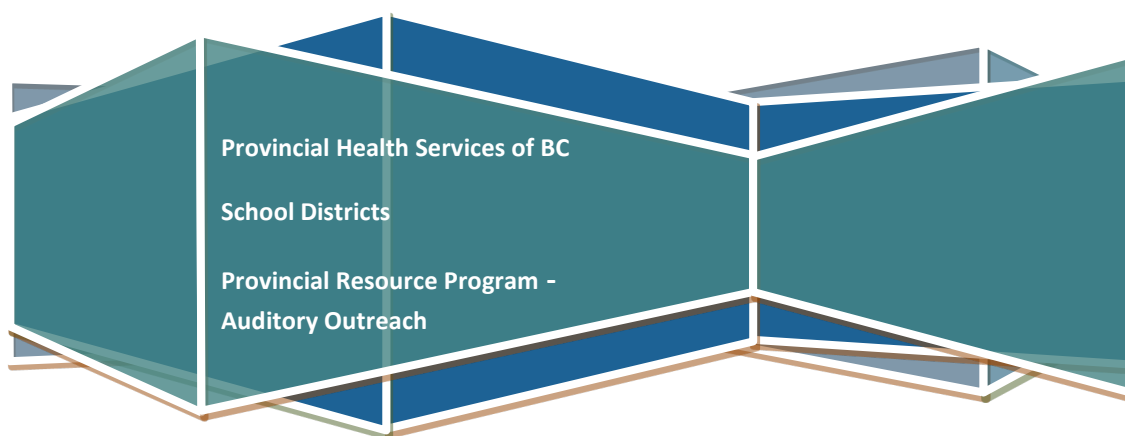 Provincial Health Services of BC
School Districts
Provincial Resource Program -
Auditory Outreach